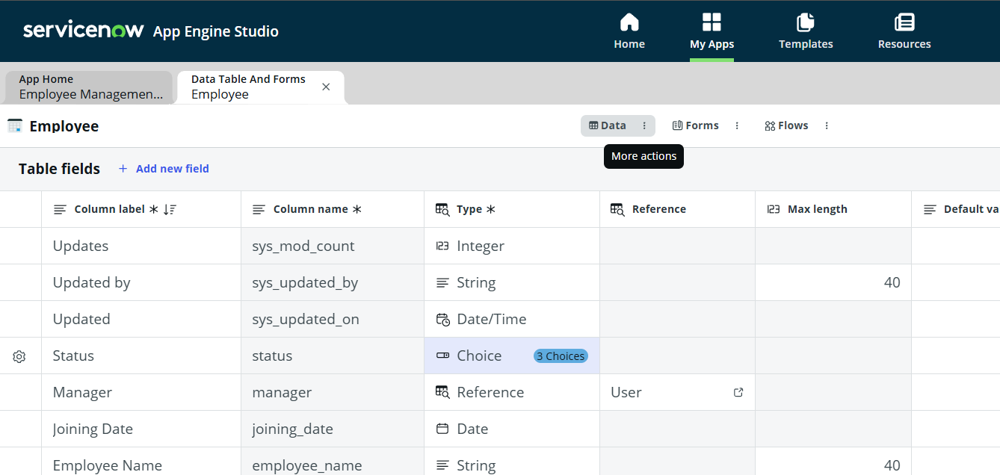 servicenow App Engine Studio
Home My Apps Templates Resources
App Home
Employee Managemen...
Data Table And Forms
Employee
Employee
Data Forms Flows
More actions
Table fields + Add new field
Column label * Column name * Type * Reference Max length Default va
Updates sys_mod_count Integer
Updated by sys_updated_by String 40
Updated sys_updated_on Date/Time
Status status Choice 3 Choices
Manager manager Reference User
Joining Date joining_date Date
Employee Name employee_name String 40